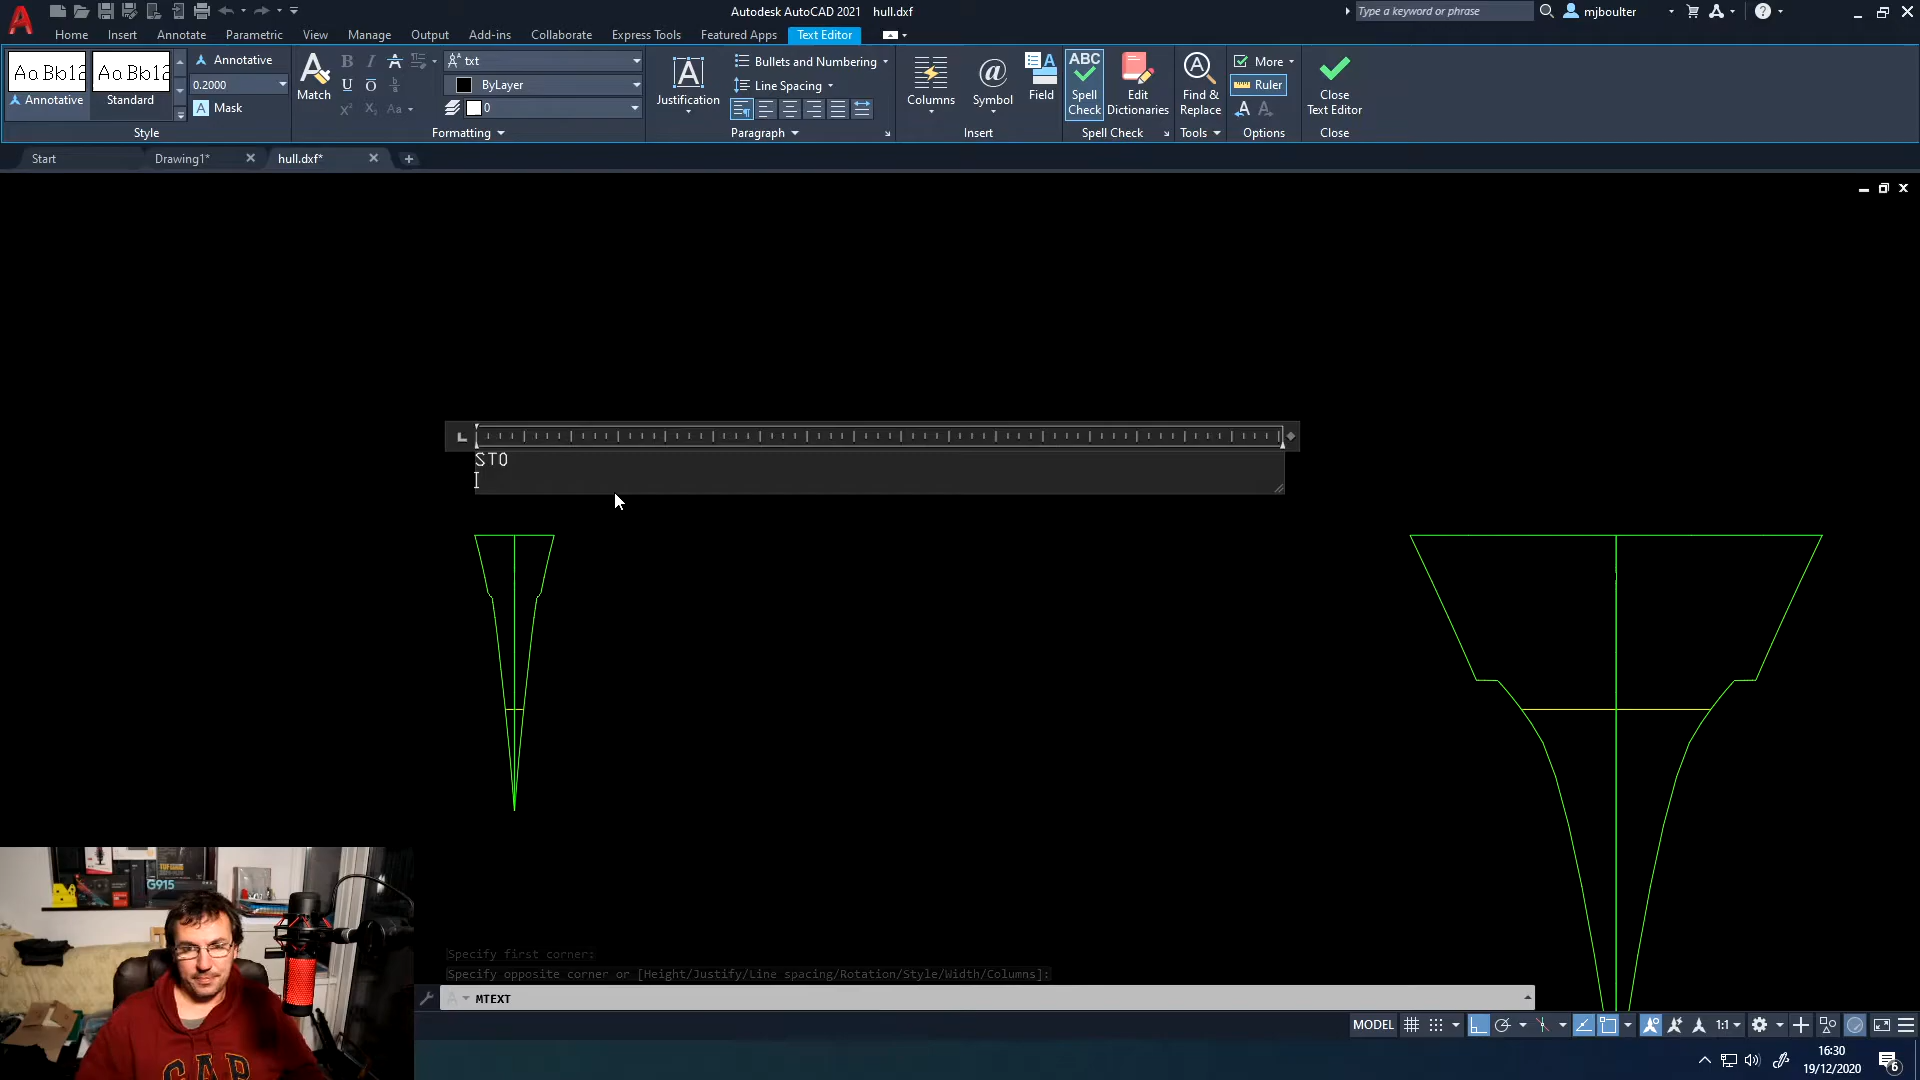 Autodesk AutoCAD 2021 hull.dxf
Type a keyword or phrase
mjboulter
Home Insert Annotate Parametric View Manage Output Add-ins Collaborate Express Tools Featured Apps Text Editor
AaBb12 AaBb12
Annotative Standard
Annotative
0.2000
Mask
Style
Match
txt
ByLayer
0
Formatting
Justification
Bullets and Numbering
Line Spacing
Paragraph
Columns
Symbol
Field
Insert
ABC
Spell Check
Edit Dictionaries
Spell Check
Find & Replace
Tools
More
Ruler
Options
Close Text Editor
Close
Start Drawing1* hull.dxf*
ST0
G915
GAP
Specify first corner:
Specify opposite corner or [Height/Justify/Line spacing/Rotation/Style/Width/Columns]:
MTEXT
MODEL 1:1
16:30
19/12/2020
6